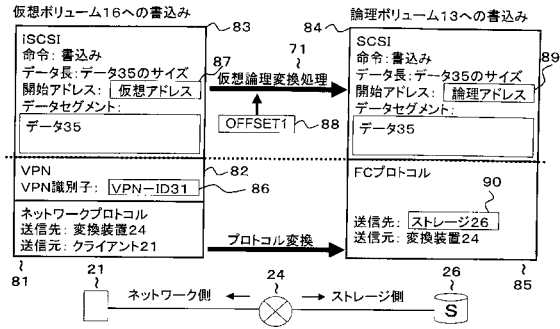 仮想ボリューム16への書込み
83
iSCSI
命令: 書込み
データ長: データ35のサイズ
開始アドレス: 仮想アドレス
87
データセグメント:
データ35
71
仮想論理変換処理
OFFSET1
88
論理ボリューム13への書込み
84
SCSI
命令: 書込み
データ長: データ35のサイズ
89
開始アドレス: 論理アドレス
データセグメント:
データ35
VPN
82
VPN識別子: VPN-ID31
86
ネットワークプロトコル
送信先: 変換装置24
送信元: クライアント21
81
プロトコル変換
FCプロトコル
90
送信先: ストレージ26
送信元: 変換装置24
85
21
24
26
ネットワーク側
ストレージ側
S